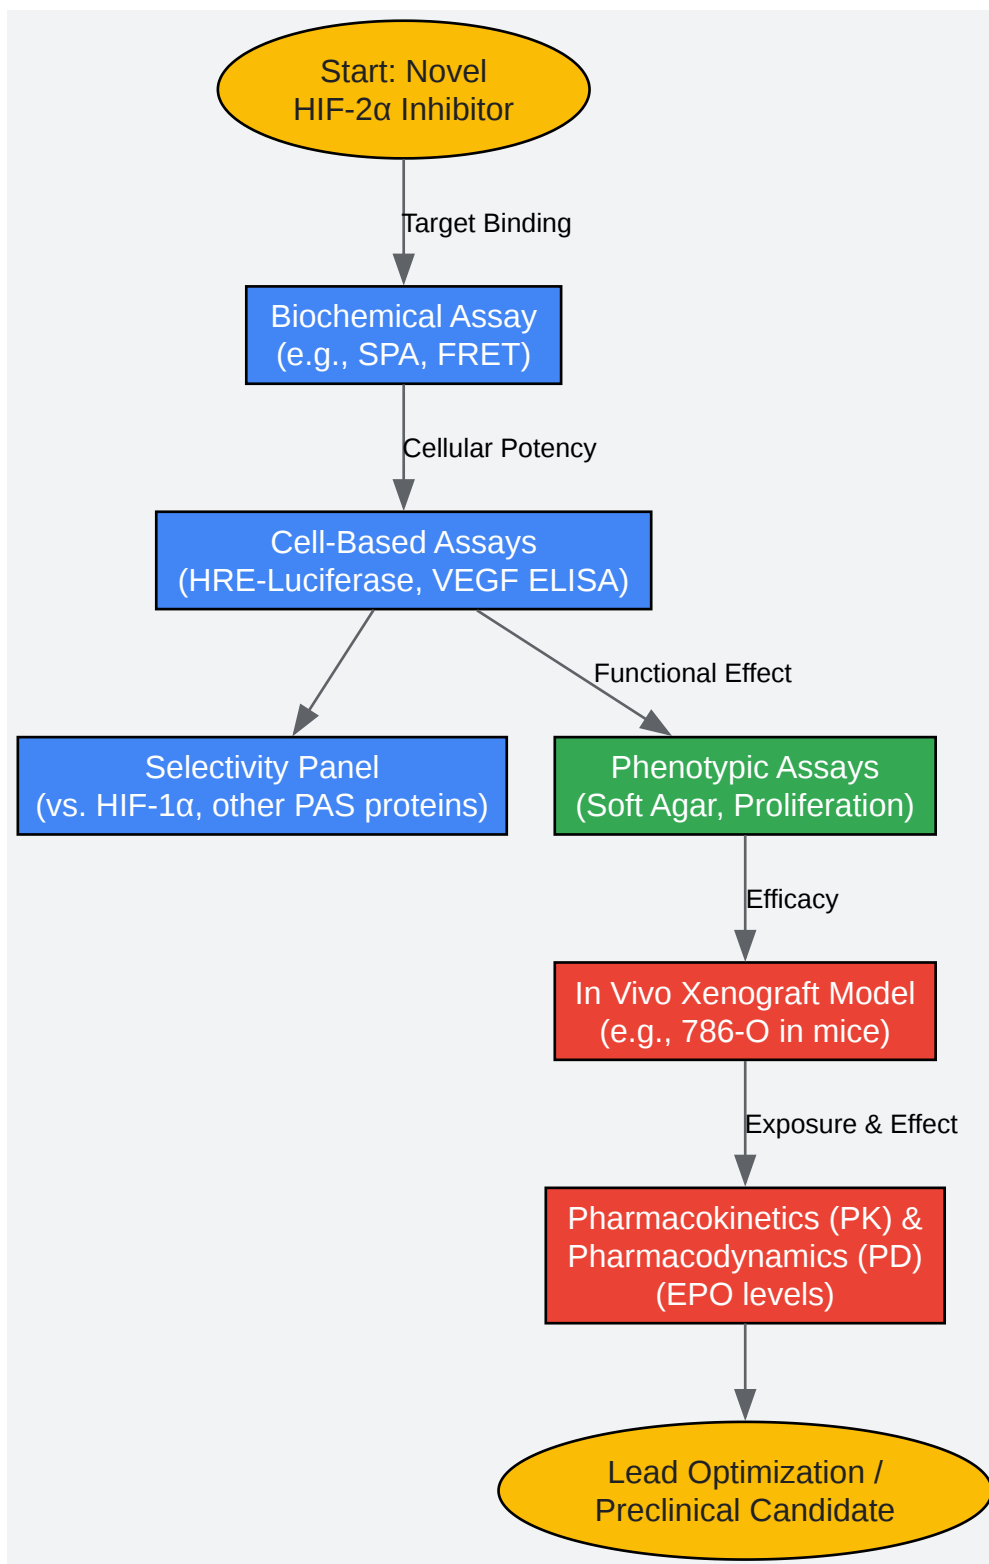 Start: Novel
HIF-2α Inhibitor
Target Binding
Biochemical Assay
(e.g., SPA, FRET)
Cellular Potency
Cell-Based Assays
(HRE-Luciferase, VEGF ELISA)
Functional Effect
Selectivity Panel
(vs. HIF-1α, other PAS proteins)
Phenotypic Assays
(Soft Agar, Proliferation)
Efficacy
In Vivo Xenograft Model
(e.g., 786-O in mice)
Exposure & Effect
Pharmacokinetics (PK) &
Pharmacodynamics (PD)
(EPO levels)
Lead Optimization /
Preclinical Candidate